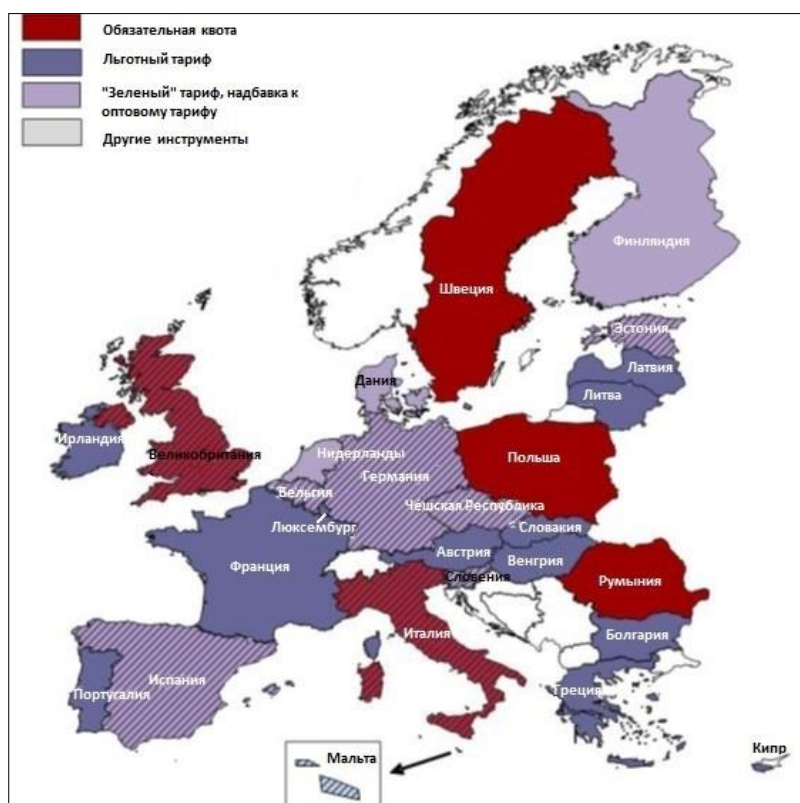 Обязательная квота
Льготный тариф
"Зеленый" тариф, надбавка к
оптовому тарифу
Другие инструменты
Финляндия
Швеция
Эстония
Латвия
Дания
Литва
Ирландия
Великобритания
Нидерланды
Польша
Германия
Бельгия
Чешская Республика
Люксембург
Словакия
Австрия
Венгрия
Франция
Словения
Румыния
Италия
Болгария
Испания
Португалия
Греция
Кипр
Мальта